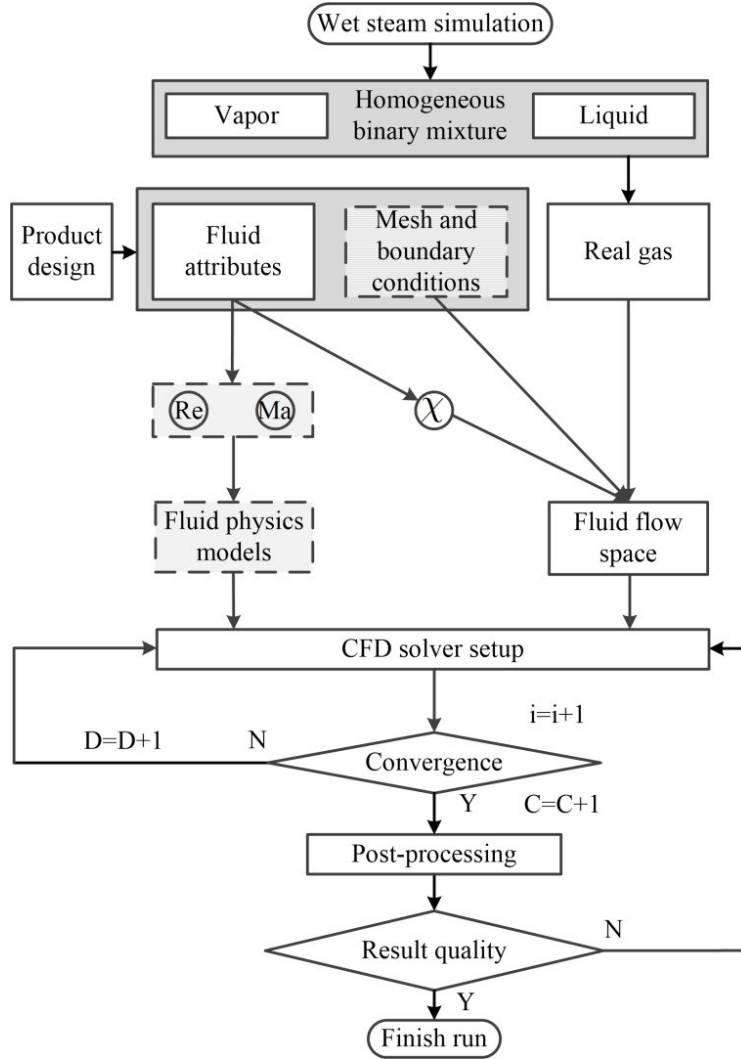 Wet steam simulation
Vapor
Homogeneous
binary mixture
Liquid
Product
design
Fluid
attributes
Mesh and
boundary
conditions
Real gas
Re
Ma
χ
Fluid physics
models
Fluid flow
space
CFD solver setup
i=i+1
D=D+1
N
Convergence
Y
C=C+1
Post-processing
Result quality
N
Y
Finish run